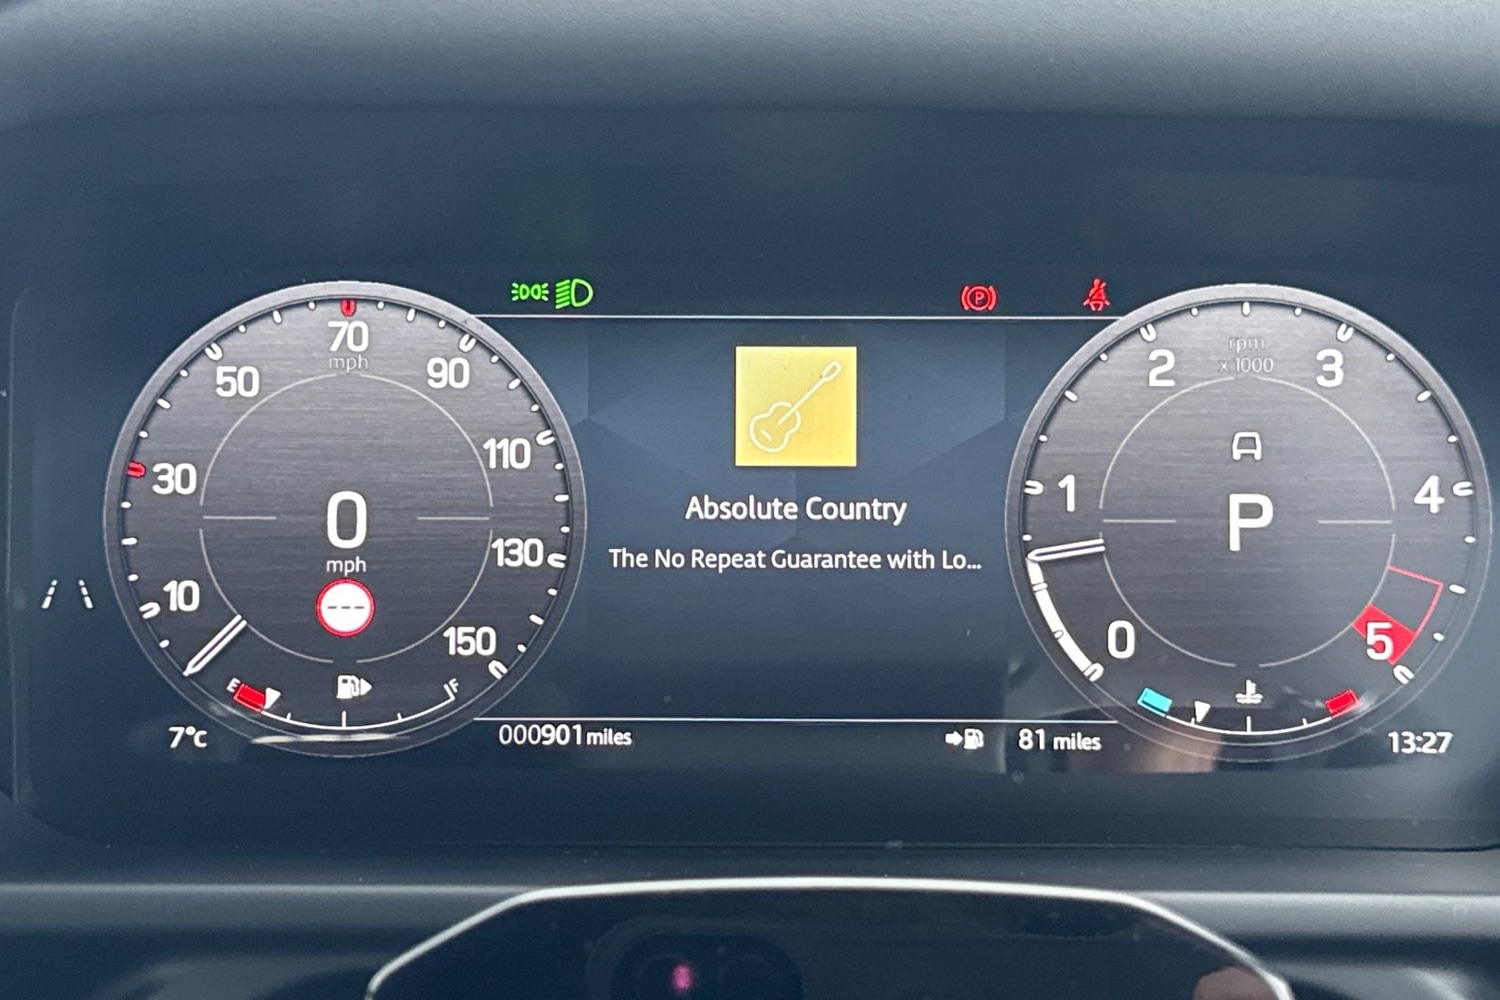 70
mph
50
90
30
110
0
mph
130
10
---
150
E
F
7°C
000901 miles
Absolute Country
The No Repeat Guarantee with Lo...
P
rpm
x 1000
2
3
1
4
P
0
5
81 miles
13:27